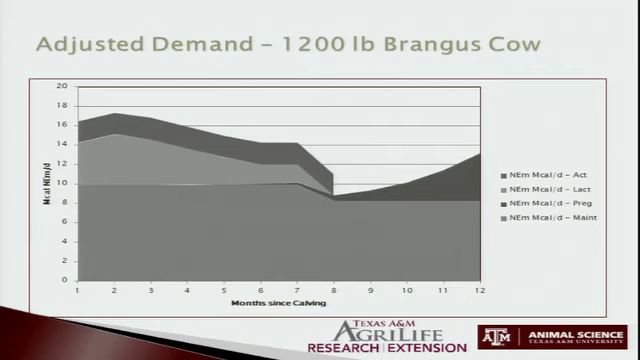 Adjusted Demand – 1200 lb Brangus Cow
20
18
16
14
12
10
8
6
4
2
0
Mcal NEm/d
1 2 3 4 5 6 7 8 9 10 11 12
Months since Calving
NEm Mcal/d – Act
NEm Mcal/d – Lact
NEm Mcal/d – Preg
NEm Mcal/d – Maint
TEXAS A&M
AGRILIFE
RESEARCH | EXTENSION
ATM
ANIMAL SCIENCE
TEXAS A&M UNIVERSITY